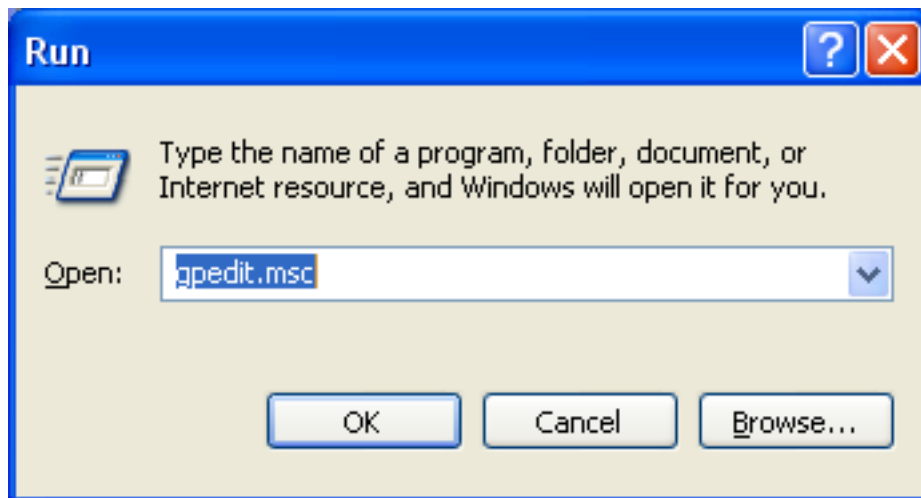 Run
Type the name of a program, folder, document, or
Internet resource, and Windows will open it for you.
Open: gpedit.msc
OK Cancel Browse...